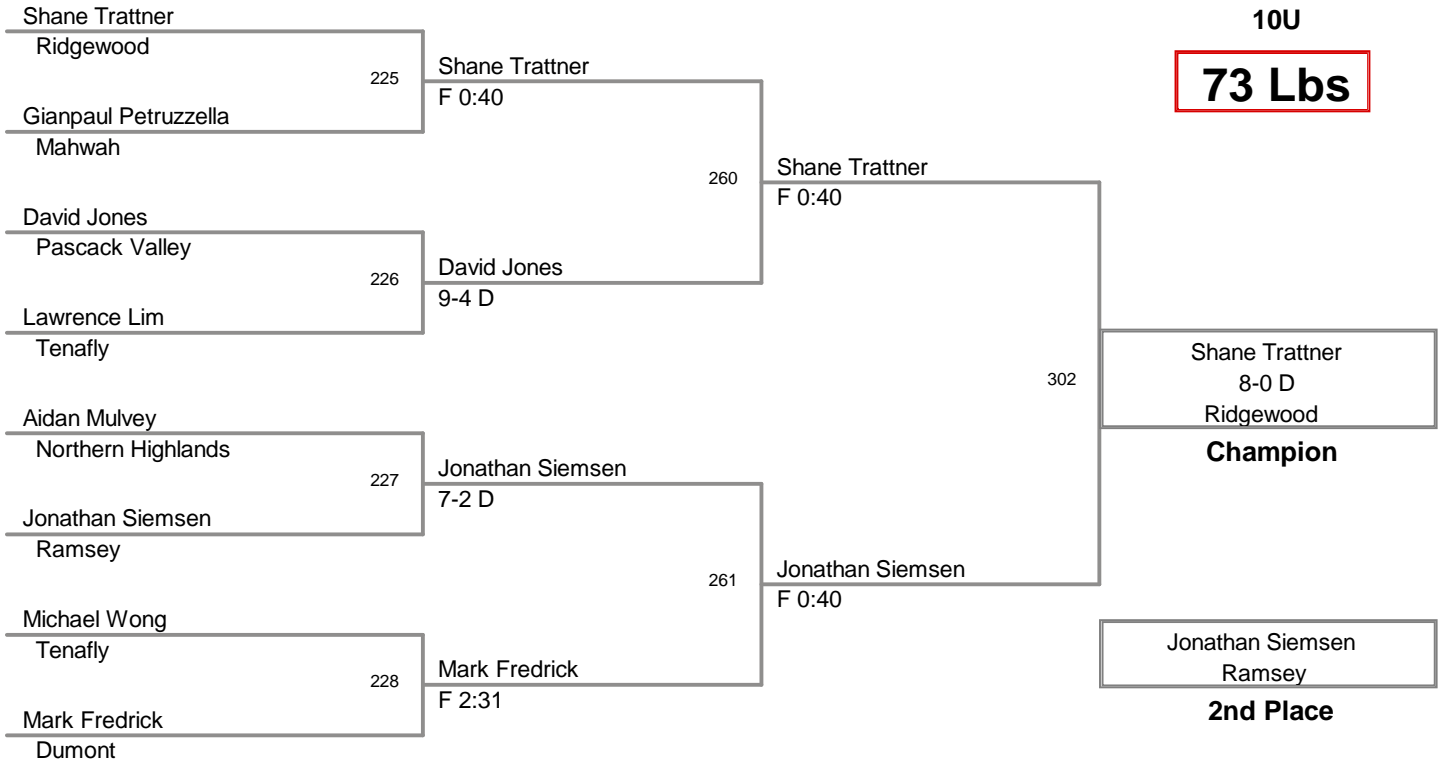 Shane Trattner
Ridgewood
225
Gianpaul Petruzzella
Mahwah
David Jones
Pascack Valley
226
Lawrence Lim
Tenafly
Aidan Mulvey
Northern Highlands
227
Jonathan Siemsen
Ramsey
Michael Wong
Tenafly
228
Mark Fredrick
Dumont
Shane Trattner
F 0:40
260
David Jones
9-4 D
Jonathan Siemsen
7-2 D
261
Mark Fredrick
F 2:31
Shane Trattner
F 0:40
302
Jonathan Siemsen
F 0:40
10U
73 Lbs
Shane Trattner
8-0 D
Ridgewood
Champion
Jonathan Siemsen
Ramsey
2nd Place